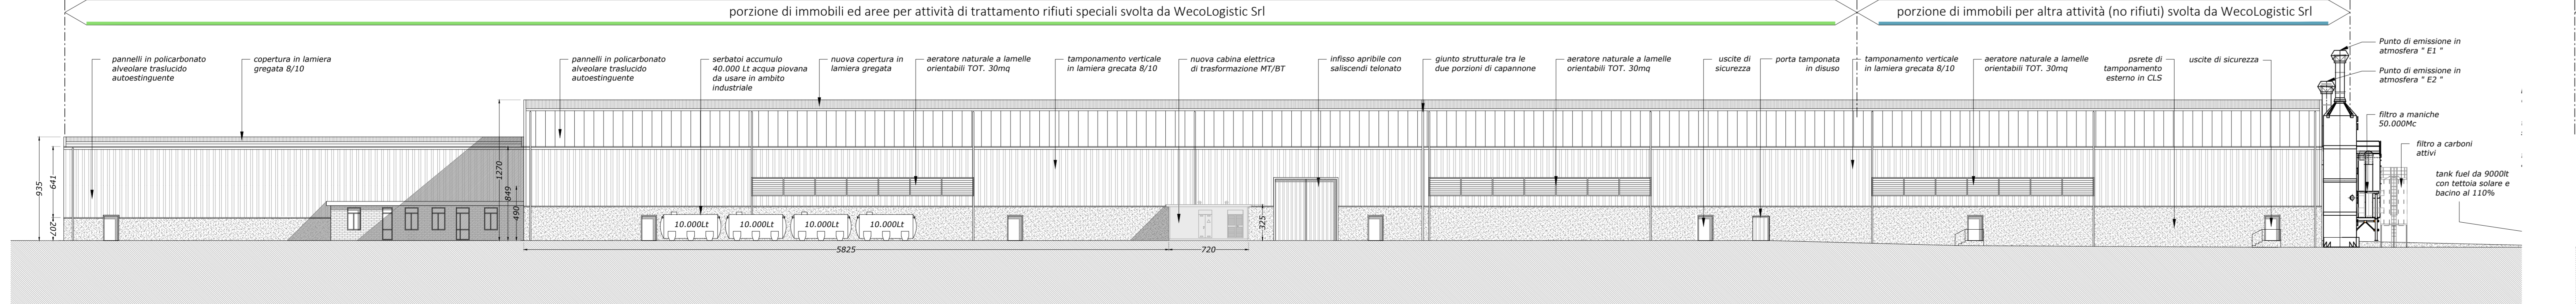 porzione di immobili ed aree per attività di trattamento rifiuti speciali svolta da WecoLogistic Srl
porzione di immobili per altra attività (no rifiuti) svolta da WecoLogistic Srl
pannelli in policarbonato
alveolare traslucido
autoestinguente
copertura in lamiera
gregata 8/10
pannelli in policarbonato
alveolare traslucido
autoestinguente
serbatoi accumulo
40.000 Lt acqua piovana
da usare in ambito
industriale
nuova copertura in
lamiera gregata
aeratore naturale a lamelle
orientabili TOT. 30mq
tamponamento verticale
in lamiera grecata 8/10
nuova cabina elettrica
di trasformazione MT/BT
infisso apribile con
saliscendi telonato
giunto strutturale tra le
due porzioni di capannone
aeratore naturale a lamelle
orientabili TOT. 30mq
uscite di
sicurezza
porta tamponata
in disuso
tamponamento verticale
in lamiera grecata 8/10
aeratore naturale a lamelle
orientabili TOT. 30mq
psrete di
tamponamento
esterno in CLS
uscite di sicurezza
Punto di emissione in
atmosfera " E1 "
Punto di emissione in
atmosfera " E2 "
filtro a maniche
50.000Mc
filtro a carboni
attivi
tank fuel da 9000lt
con tettoia solare e
bacino al 110%
935
641
207
1270
849
490
10.000Lt
10.000Lt
10.000Lt
10.000Lt
325
5825
720